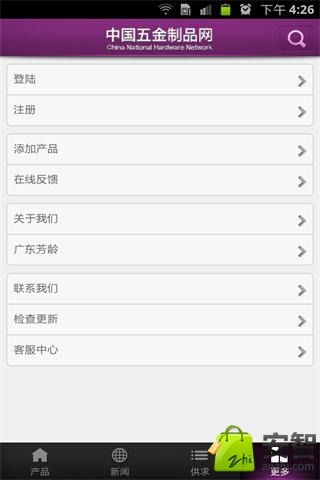 下午 4:26
中国五金制品网
China National Hardware Network
登陆
注册
添加产品
在线反馈
关于我们
广东芳龄
联系我们
检查更新
客服中心
产品
新闻
供求
更多
zhi
安智